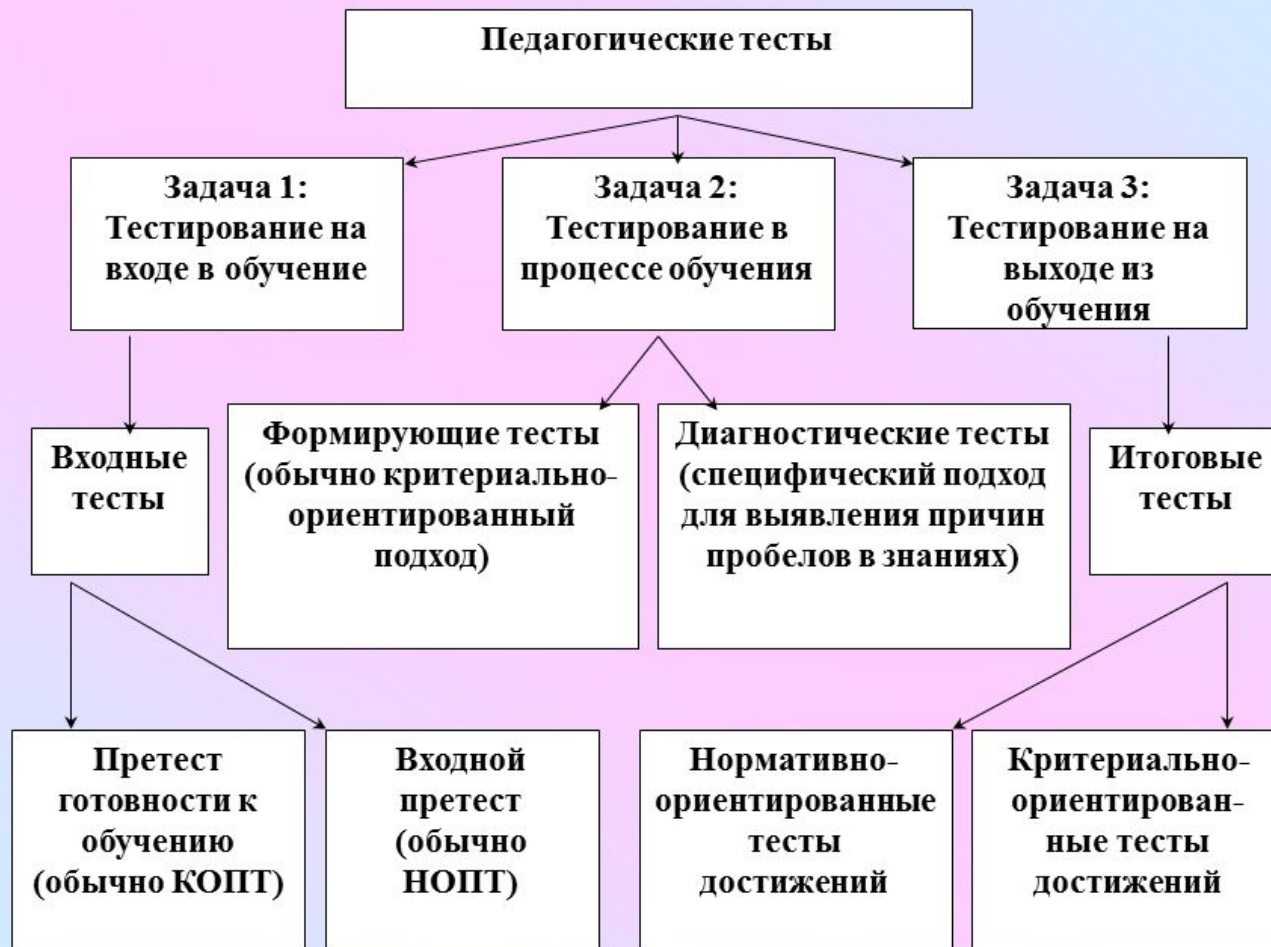 Педагогические тесты
Задача 1:
Тестирование на
входе в обучение
Задача 2:
Тестирование в
процессе обучения
Задача 3:
Тестирование на
выходе из
обучения
Входные
тесты
Формирующие тесты
(обычно критериально-
ориентированный
подход)
Диагностические тесты
(специфический подход
для выявления причин
пробелов в знаниях)
Итоговые
тесты
Претест
готовности к
обучению
(обычно КОПТ)
Входной
претест
(обычно
НОПТ)
Нормативно-
ориентированные
тесты
достижений
Критериально-
ориентирован-
ные тесты
достижений